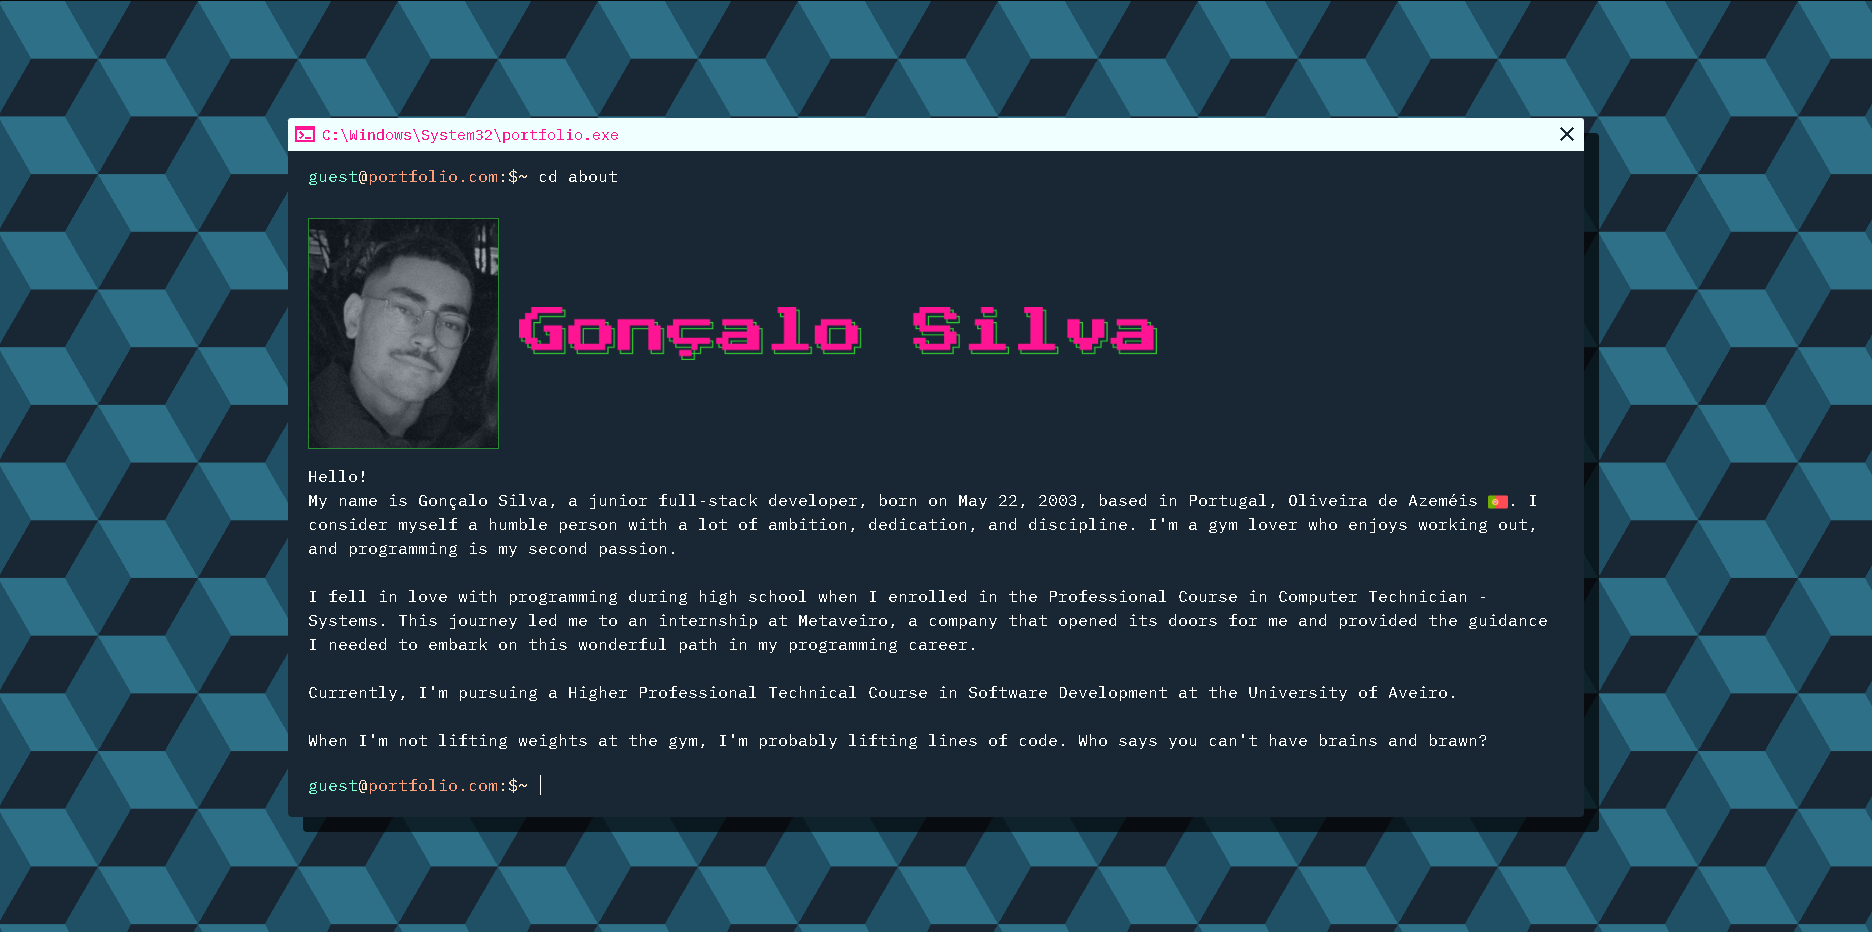 C:\Windows\System32\portfolio.exe
guest@portfolio.com:$~ cd about
Gonçalo Silva
Hello!
My name is Gonçalo Silva, a junior full-stack developer, born on May 22, 2003, based in Portugal, Oliveira de Azeméis 🇵🇹. I
consider myself a humble person with a lot of ambition, dedication, and discipline. I'm a gym lover who enjoys working out,
and programming is my second passion.
I fell in love with programming during high school when I enrolled in the Professional Course in Computer Technician -
Systems. This journey led me to an internship at Metaveiro, a company that opened its doors for me and provided the guidance
I needed to embark on this wonderful path in my programming career.
Currently, I'm pursuing a Higher Professional Technical Course in Software Development at the University of Aveiro.
When I'm not lifting weights at the gym, I'm probably lifting lines of code. Who says you can't have brains and brawn?
guest@portfolio.com:$~